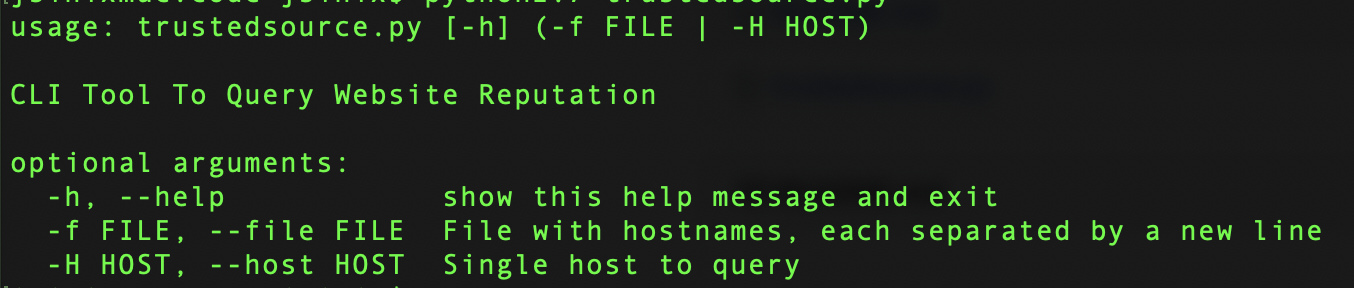 usage: trustedsource.py [-h] (-f FILE | -H HOST)
CLI Tool To Query Website Reputation
optional arguments:
-h, --help show this help message and exit
-f FILE, --file FILE File with hostnames, each separated by a new line
-H HOST, --host HOST Single host to query